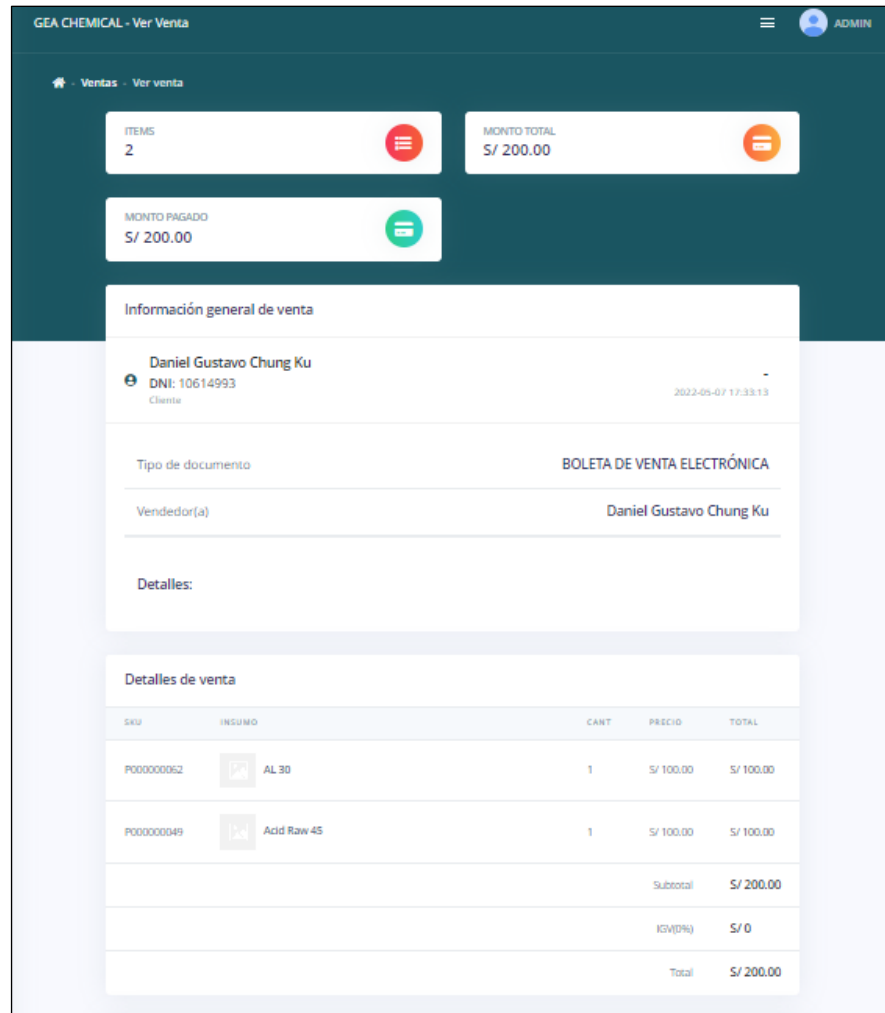 GEA CHEMICAL - Ver Venta
ADMIN
- Ventas - Ver venta
ITEMS
2
MONTO TOTAL
S/ 200.00
MONTO PAGADO
S/ 200.00
Información general de venta
Daniel Gustavo Chung Ku
DNI: 10614993
Cliente
-
2022-05-07 17:33:13
Tipo de documento BOLETA DE VENTA ELECTRÓNICA
Vendedor(a) Daniel Gustavo Chung Ku
Detalles:
Detalles de venta
SKU INSUMO CANT PRECIO TOTAL
P000000062 AL 30 1 S/ 100.00 S/ 100.00
P000000049 Acid Raw 45 1 S/ 100.00 S/ 100.00
Subtotal S/ 200.00
IGV(0%) S/ 0
Total S/ 200.00